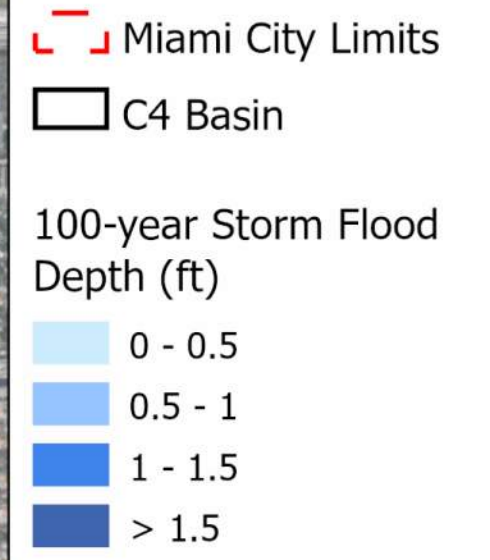 Miami City Limits
C4 Basin
100-year Storm Flood
Depth (ft)
0 - 0.5
0.5 - 1
1 - 1.5
> 1.5